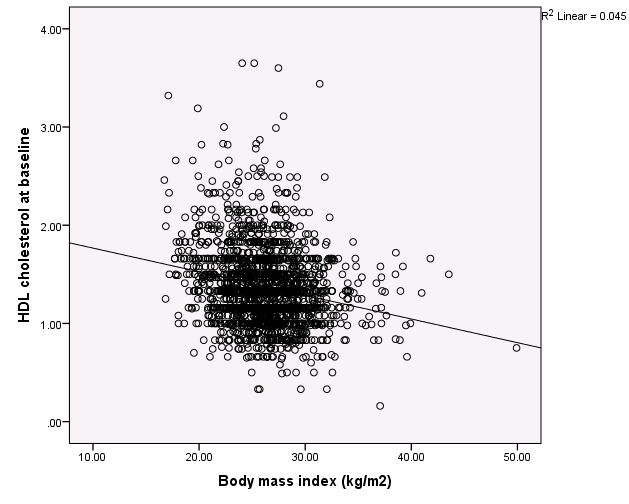 R2 Linear = 0.045
HDL cholesterol at baseline
4.00
3.00
2.00
1.00
.00
10.00 20.00 30.00 40.00 50.00
Body mass index (kg/m2)